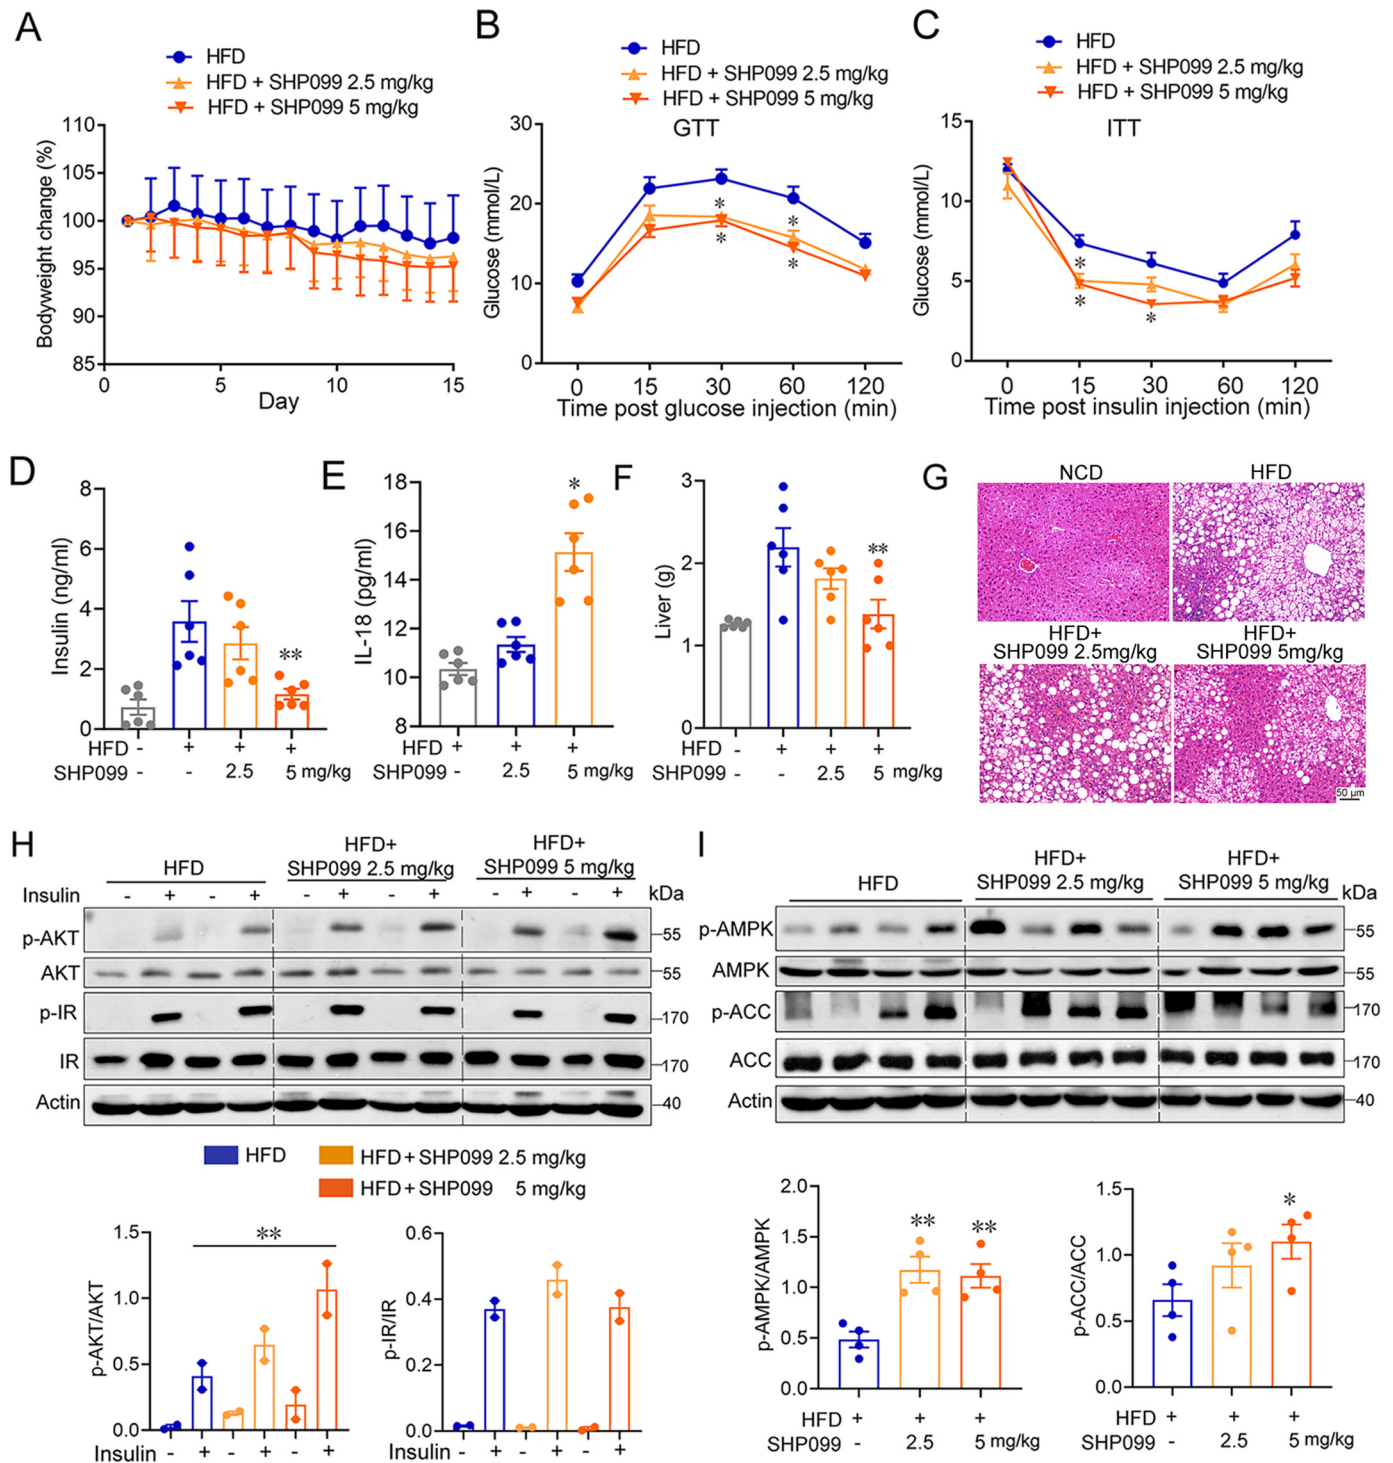 A
HFD
HFD + SHP099 2.5 mg/kg
HFD + SHP099 5 mg/kg
110
105
100
95
90
85
Bodyweight change (%)
0 5 10 15
Day
B
HFD
HFD + SHP099 2.5 mg/kg
HFD + SHP099 5 mg/kg
GTT
30
20
10
0
Glucose (mmol/L)
* *
* *
0 15 30 60 120
Time post glucose injection (min)
C
HFD
HFD + SHP099 2.5 mg/kg
HFD + SHP099 5 mg/kg
ITT
15
10
5
0
Glucose (mmol/L)
*
* *
0 15 30 60 120
Time post insulin injection (min)
D
8
6
4
2
0
Insulin (ng/ml)
**
HFD - + + +
SHP099 - - 2.5 5 mg/kg
E
18
16
14
12
10
8
IL-18 (pg/ml)
*
HFD + + +
SHP099 - 2.5 5 mg/kg
F
3
2
1
0
Liver (g)
**
HFD - + + +
SHP099 - - 2.5 5 mg/kg
G
NCD HFD
HFD+ HFD+
SHP099 2.5mg/kg SHP099 5mg/kg
50 μm
H
HFD+ HFD+
HFD SHP099 2.5 mg/kg SHP099 5 mg/kg
Insulin - + - + - + - + - + - + kDa
p-AKT 55
AKT 55
p-IR 170
IR 170
Actin 40
HFD HFD+SHP099 2.5 mg/kg
HFD+SHP099 5 mg/kg
1.5
1.0
0.5
0.0
p-AKT/AKT
**
Insulin - + - + - +
0.6
0.4
0.2
0.0
p-IR/IR
Insulin - + - + - +
I
HFD+ HFD+
HFD SHP099 2.5 mg/kg SHP099 5 mg/kg
kDa
p-AMPK 55
AMPK 55
p-ACC 170
ACC 170
Actin 40
2.0
1.5
1.0
0.5
0.0
p-AMPK/AMPK
** **
HFD + + +
SHP099 - 2.5 5 mg/kg
1.5
1.0
0.5
0.0
p-ACC/ACC
*
HFD + + +
SHP099 - 2.5 5 mg/kg